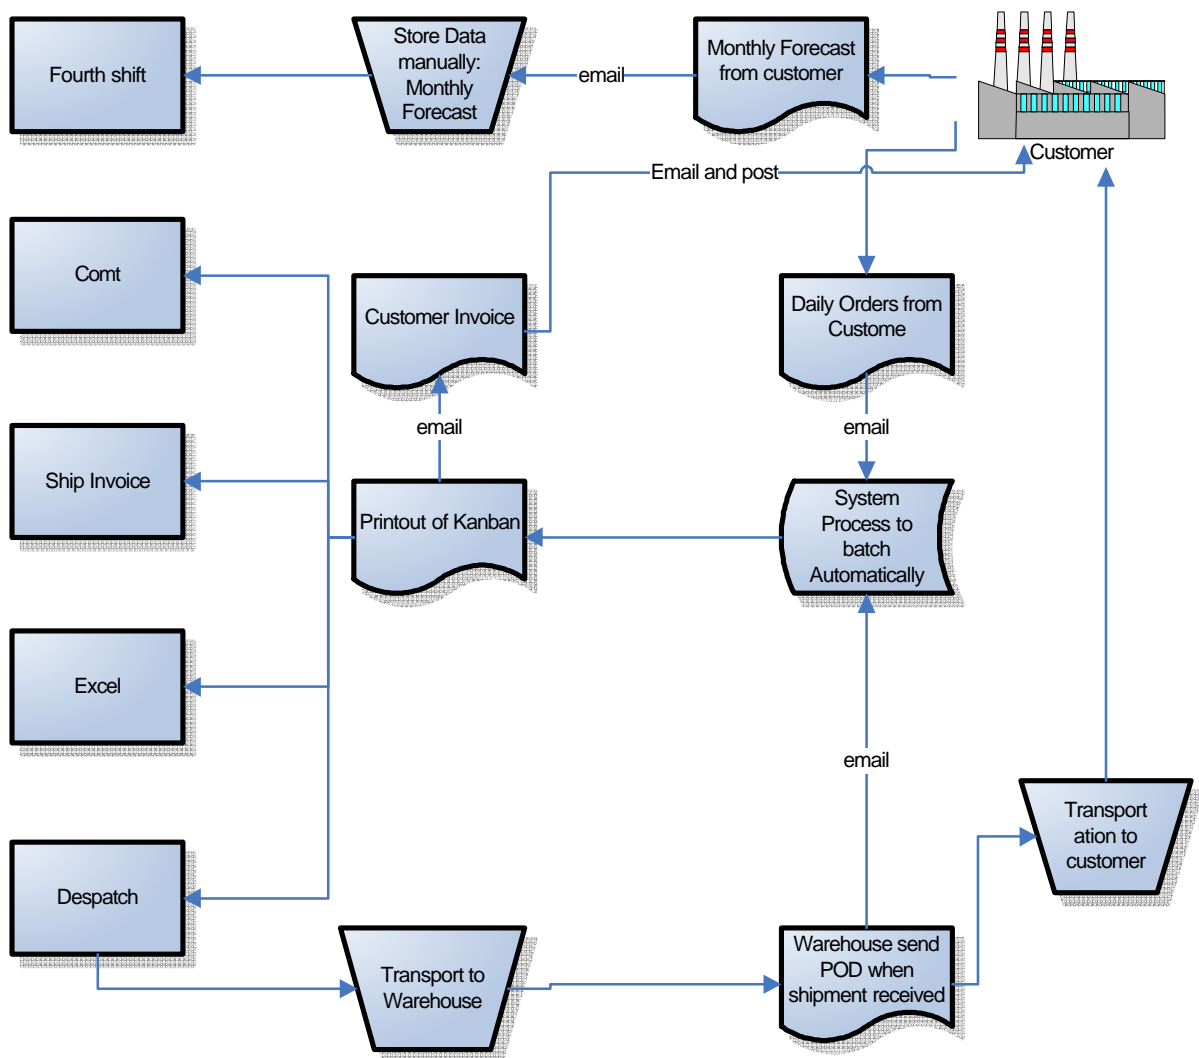 Fourth shift
Store Data
manually:
Monthly
Forecast
email
Monthly Forecast
from customer
Customer
Email and post
Comt
Customer Invoice
Daily Orders from
Custome
email
email
Ship Invoice
Printout of Kanban
System
Process to
batch
Automatically
Excel
email
Transport
ation to
customer
Despatch
Transport to
Warehouse
Warehouse send
POD when
shipment received